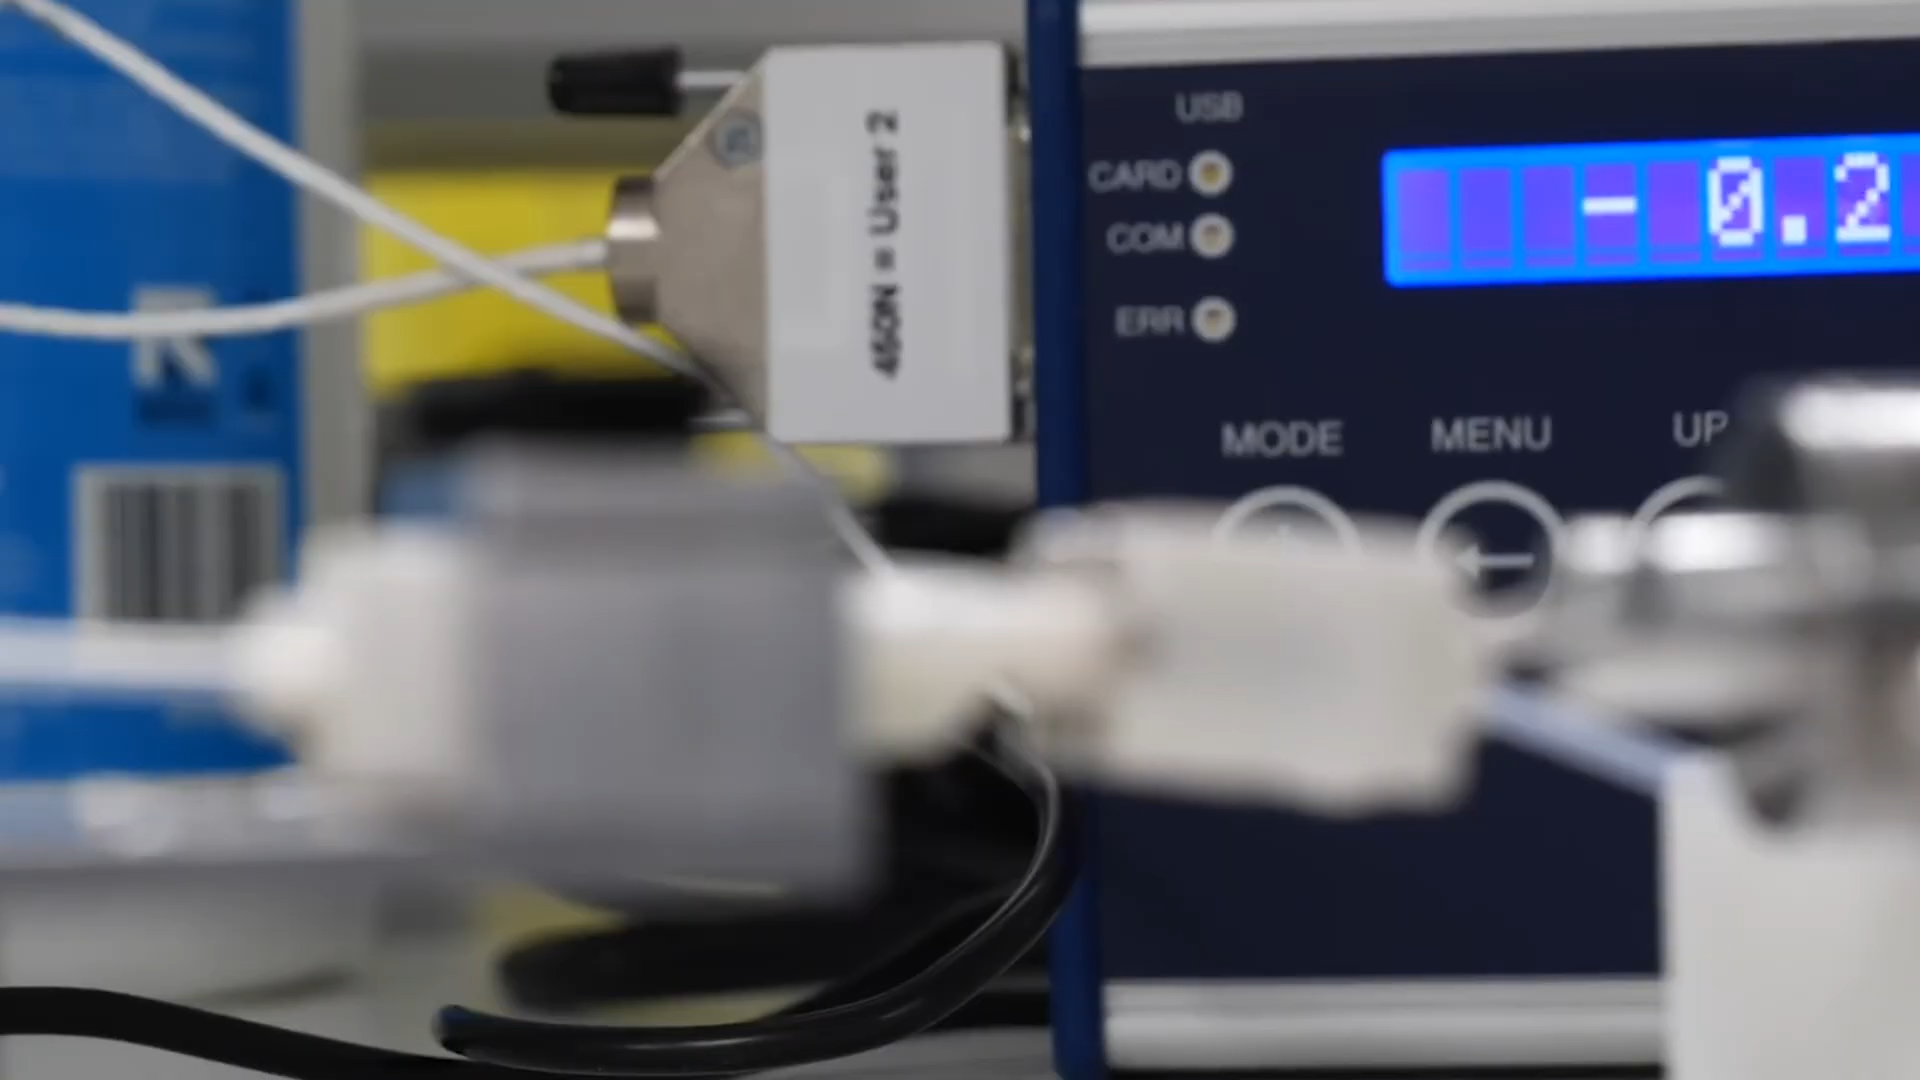 450N = User 2
USB
CARD
COM
ERR
- 0.2
MODE
MENU
UP
K